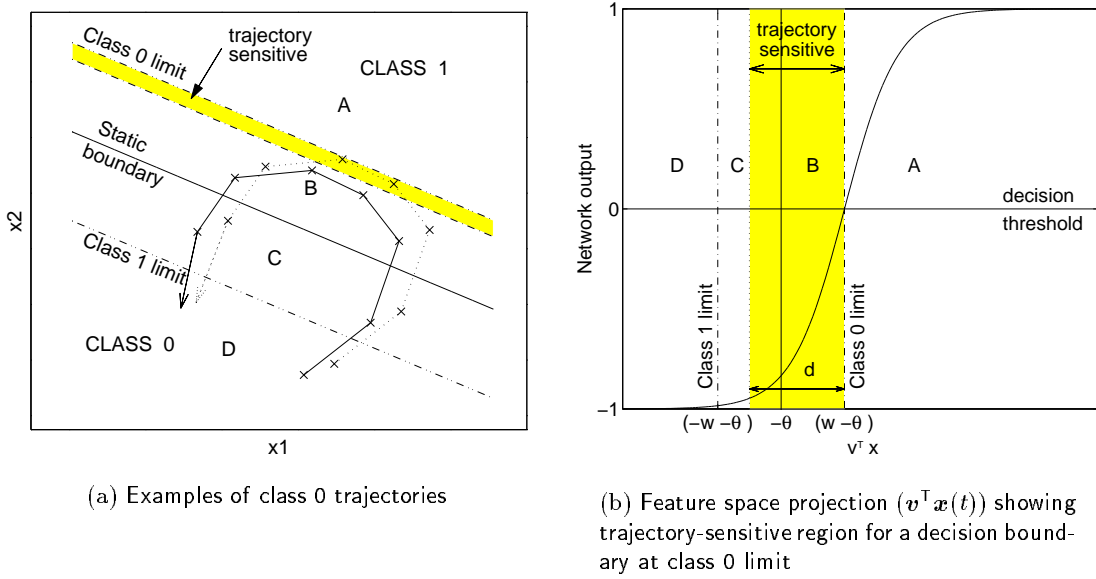 Class 0 limit
trajectory
sensitive
CLASS 1
A
Static
boundary
B
C
Class 1 limit
CLASS 0
D
x2
x1
(a) Examples of class 0 trajectories
1
0
−1
Network output
trajectory
sensitive
D
C
B
A
decision
threshold
Class 1 limit
Class 0 limit
d
(-w -θ )
-θ
(w -θ )
vᵀ x
(b) Feature space projection (vᵀx(t)) showing
trajectory-sensitive region for a decision bound-
ary at class 0 limit